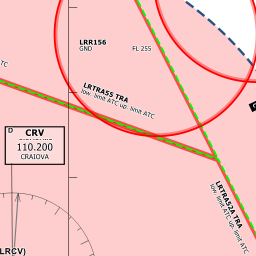 LRR156
GND FL 255
ATC
LRTRA55 TRA
low. limit ATC up. limit ATC
D
CRV
110.200
CRAIOVA
LRTRA52A TRA
low. limit ATC up. limit ATC
LRCV)